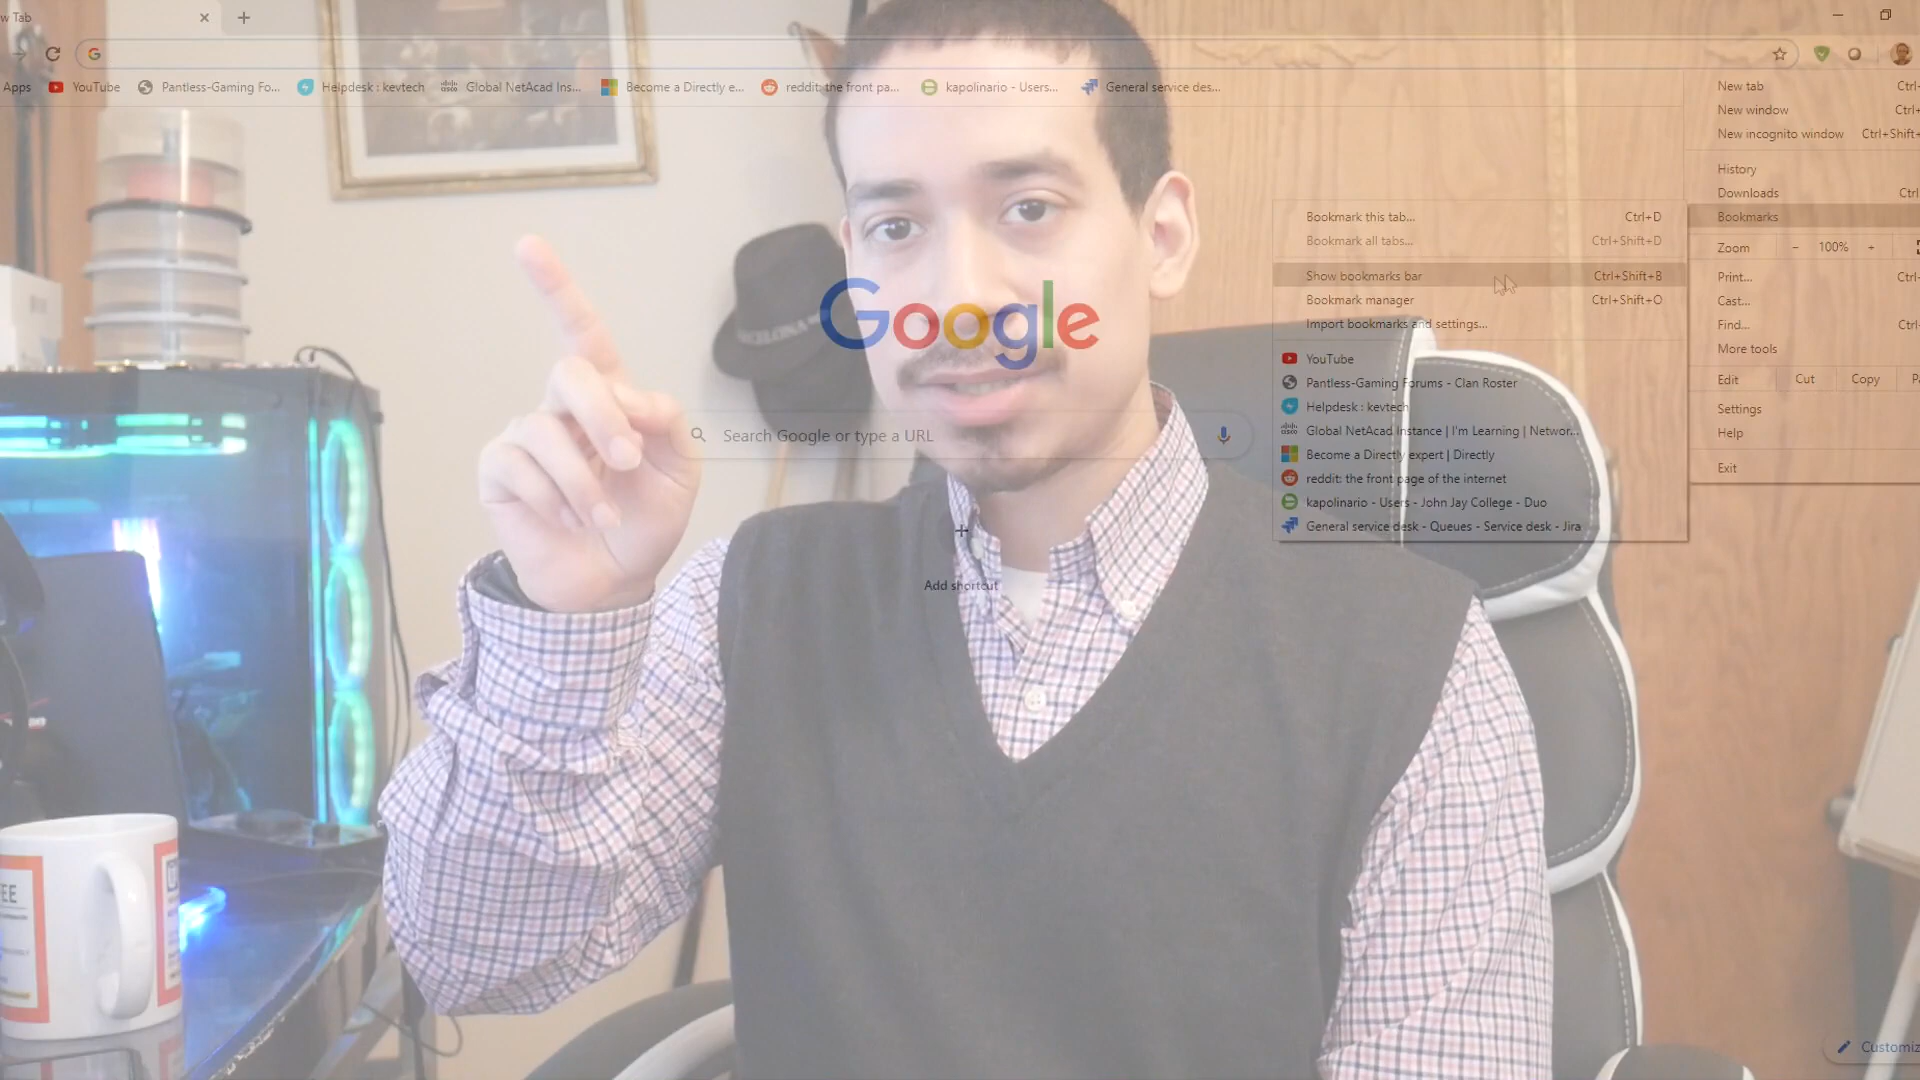 w Tab
Apps YouTube Pantless-Gaming Fo... Helpdesk : kevtech Global NetAcad Ins... Become a Directly e... reddit: the front pa... kapolinario - Users... General service des...
New tab Ctrl+
New window Ctrl+
New incognito window Ctrl+Shift+
History
Downloads Ctrl
Bookmarks
Zoom − 100% +
Print... Ctrl+
Cast...
Find... Ctrl+
More tools
Edit Cut Copy Pa
Settings
Help
Exit
Bookmark this tab... Ctrl+D
Bookmark all tabs... Ctrl+Shift+D
Show bookmarks bar Ctrl+Shift+B
Bookmark manager Ctrl+Shift+O
Import bookmarks and settings...
YouTube
Pantless-Gaming Forums - Clan Roster
Helpdesk : kevtech
Global NetAcad Instance | I'm Learning | Networ...
Become a Directly expert | Directly
reddit: the front page of the internet
kapolinario - Users - John Jay College - Duo
General service desk - Queues - Service desk - Jira
Google
Search Google or type a URL
Add shortcut
Customiz